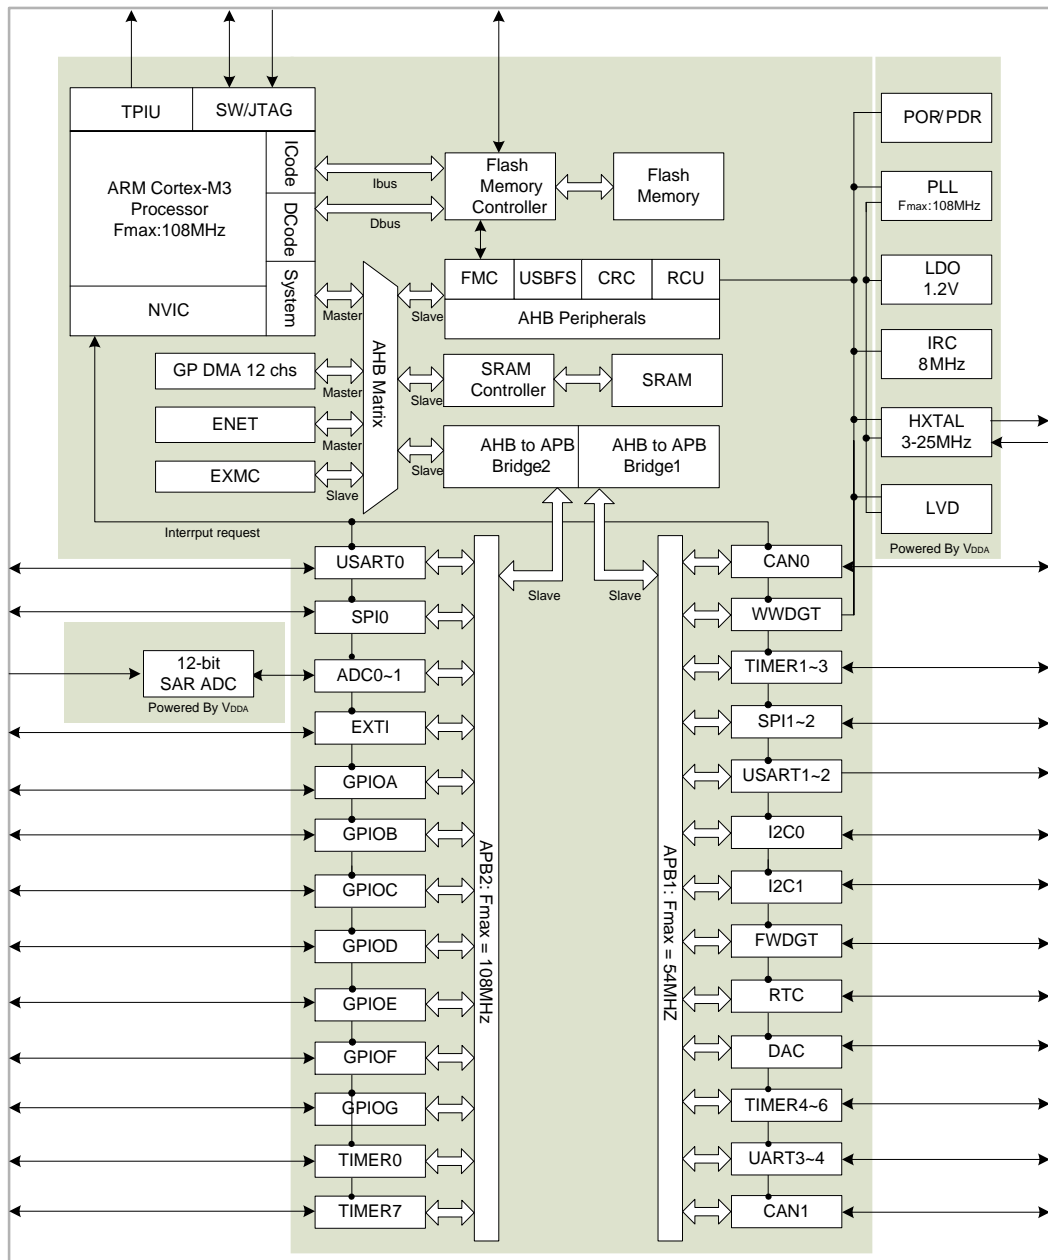 TPIU
SW/JTAG
POR/PDR
ICode
Flash
Memory
Controller
Flash
Memory
PLL
Fmax:108MHz
ARM Cortex-M3
Processor
Fmax:108MHz
Ibus
DCode
Dbus
LDO
1.2V
System
FMC
USBFS
CRC
RCU
NVIC
Master
Slave
AHB Peripherals
IRC
8MHz
GP DMA 12 chs
AHB Matrix
SRAM
Controller
SRAM
Master
Slave
ENET
HXTAL
3-25MHz
Master
AHB to APB
Bridge2
AHB to APB
Bridge1
EXMC
Slave
Slave
LVD
Interrput request
Powered By VDDA
USART0
CAN0
Slave
Slave
SPI0
WWDGT
12-bit
SAR ADC
Powered By VDDA
ADC0~1
TIMER1~3
EXTI
SPI1~2
GPIOA
USART1~2
GPIOB
I2C0
APB2: Fmax = 108MHz
APB1: Fmax = 54MHZ
GPIOC
I2C1
GPIOD
FWDGT
GPIOE
RTC
GPIOF
DAC
GPIOG
TIMER4~6
TIMER0
UART3~4
TIMER7
CAN1